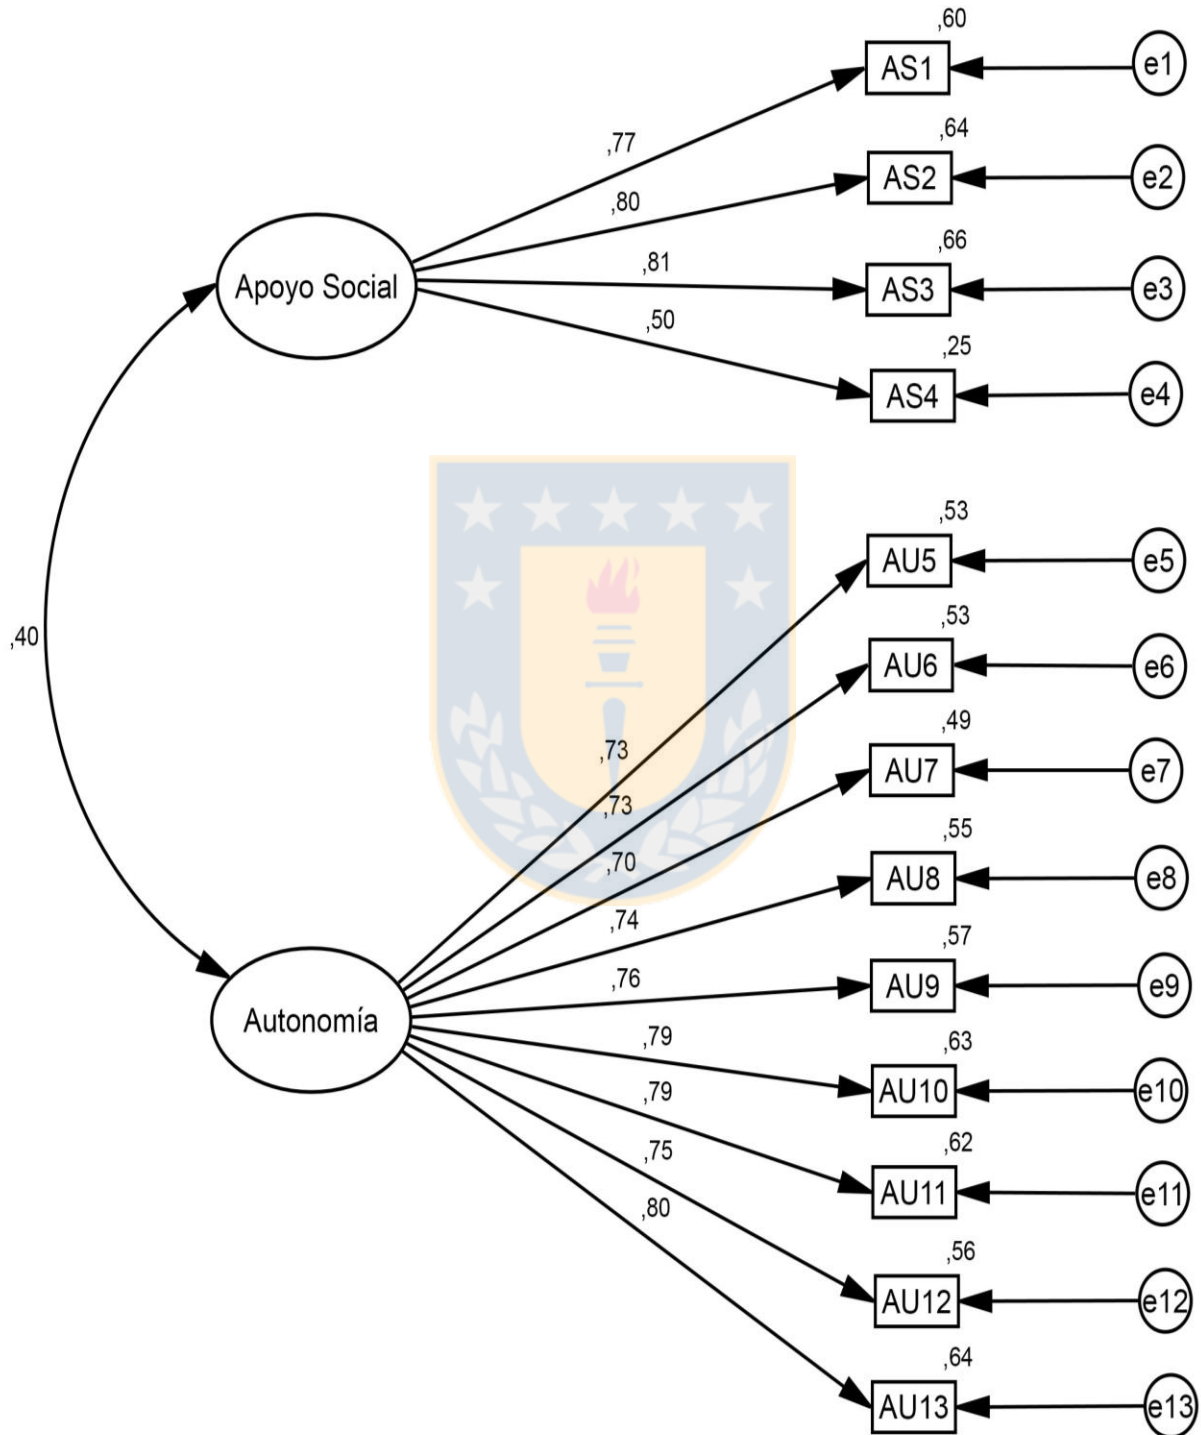 ,60
AS1
e1
,77
,64
AS2
e2
,80
,66
Apoyo Social
,81
AS3
e3
,50
,25
AS4
e4
,53
AU5
e5
,53
,40
AU6
e6
,49
,73
AU7
e7
,73
,55
,70
AU8
e8
,74
,57
,76
AU9
e9
Autonomía
,79
,63
AU10
e10
,79
,62
,75
AU11
e11
,80
,56
AU12
e12
,64
AU13
e13